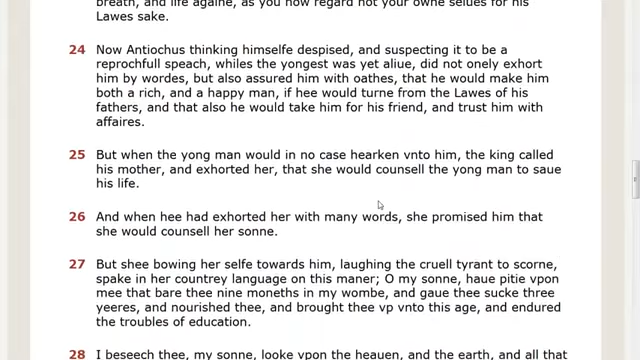 breath, and life againe, as you now regard not your owne selues for his
Lawes sake.
24 Now Antiochus thinking himselfe despised, and suspecting it to be a
reprochfull speach, whiles the yongest was yet aliue, did not onely exhort
him by wordes, but also assured him with oathes, that he would make him
both a rich, and a happy man, if hee would turne from the Lawes of his
fathers, and that also he would take him for his friend, and trust him with
affaires.
25 But when the yong man would in no case hearken vnto him, the king called
his mother, and exhorted her, that she would counsell the yong man to saue
his life.
26 And when hee had exhorted her with many words, she promised him that
she would counsell her sonne.
27 But shee bowing her selfe towards him, laughing the cruell tyrant to scorne,
spake in her countrey language on this maner; O my sonne, haue pitie vpon
mee that bare thee nine moneths in my wombe, and gaue thee sucke three
yeeres, and nourished thee, and brought thee vp vnto this age, and endured
the troubles of education.
28 I beseech thee, my sonne, looke vpon the heauen, and the earth, and all that